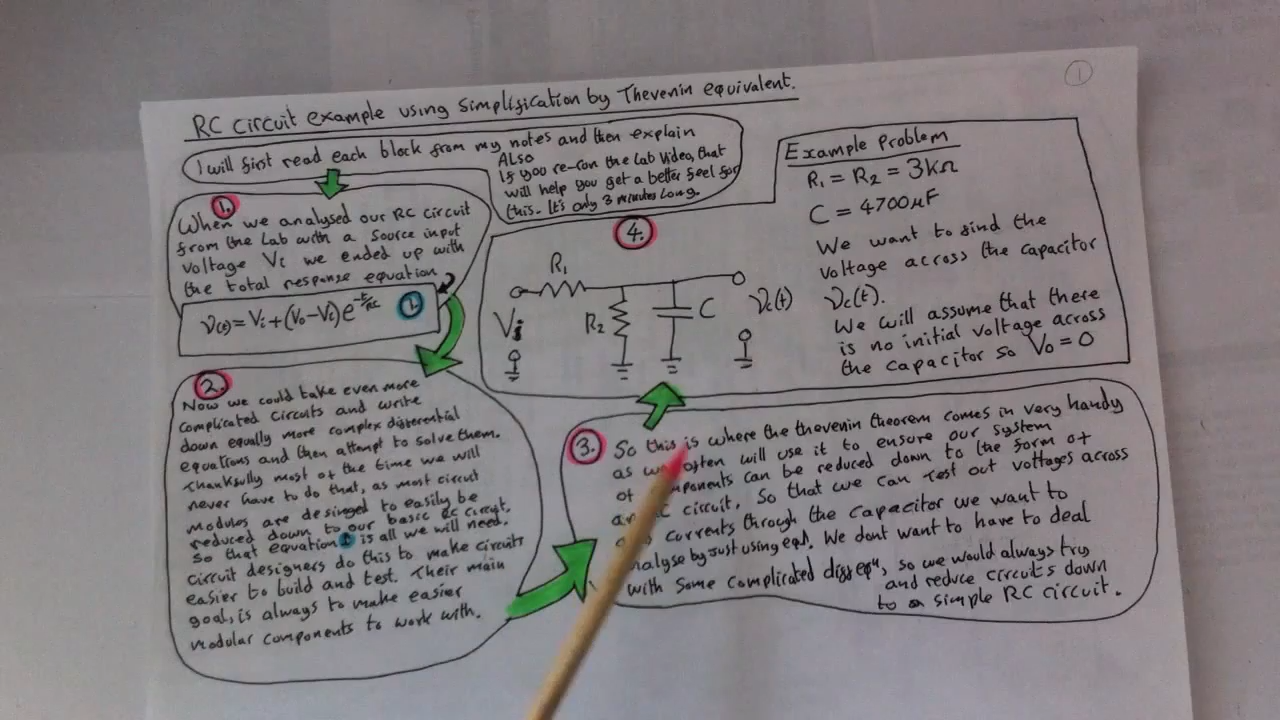 1
RC Circuit example using Simplification by Thevenin equivalent.
I will first read each block from my notes and then explain
Also
If you re-con the Lab Video, that
will help you get a better feel for
this. It's only 3 minutes long.
1.
When we analysed our RC circuit
from the Lab with a source input
voltage Vi we ended up with
the total response equation
V(t) = Vi + (V0 - Vi) e^-t/RC
1.
2.
Now we could take even more
complicated circuits and write
down equally more complex differential
equations and then attempt to solve them.
Thankfully most of the time we will
never have to do that, as most circuit
modules are desinged to easily be
reduced down to our basic RC circuit,
so that equation 1 is all we will need.
Circuit designers do this to make circuits
easier to build and test. Their main
goal, is always to make easier
modular components to work with.
3.
So this is where the thevenin theorem comes in very handy
as we often will use it to ensure our system
of components can be reduced down to the form of
an RC circuit. So that we can test out voltages across
and currents through the capacitor we want to
analyse by just using eq1. We dont want to have to deal
with some complicated diff eqn, so we would always try
and reduce circuits down
to a simple RC circuit.
4.
R1
R2
C
Vi
Vc(t)
Example Problem
R1 = R2 = 3kΩ
C = 4700μF
We want to find the
voltage across the capacitor
Vc(t).
We will assume that there
is no initial voltage across
the capacitor so V0 = 0